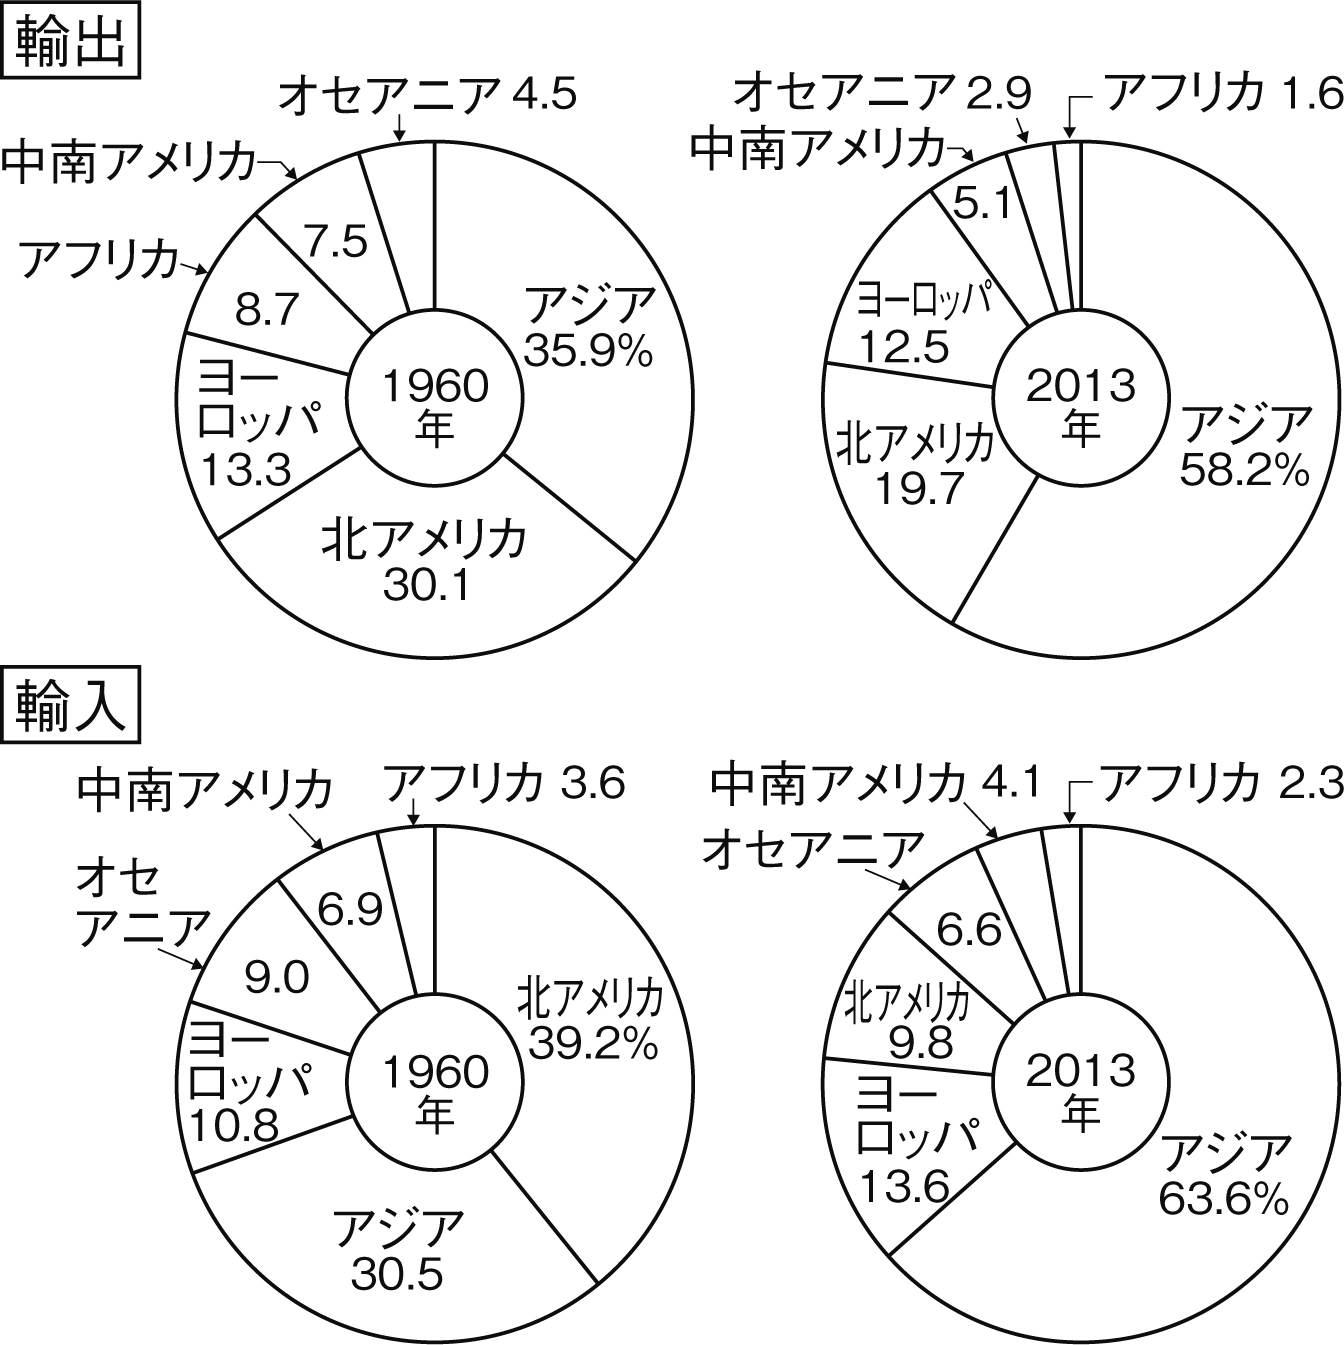 輸出
オセアニア 4.5
中南アメリカ
アフリカ
7.5
8.7
アジア
35.9%
ヨー
ロッパ
13.3
1960
年
北アメリカ
30.1
オセアニア 2.9
アフリカ 1.6
中南アメリカ
5.1
ヨーロッパ
12.5
2013
年
北アメリカ
19.7
アジア
58.2%
輸入
中南アメリカ
アフリカ 3.6
オセ
アニア
6.9
9.0
北アメリカ
39.2%
ヨー
ロッパ
10.8
1960
年
アジア
30.5
中南アメリカ 4.1
アフリカ 2.3
オセアニア
6.6
北アメリカ
9.8
2013
年
ヨー
ロッパ
13.6
アジア
63.6%